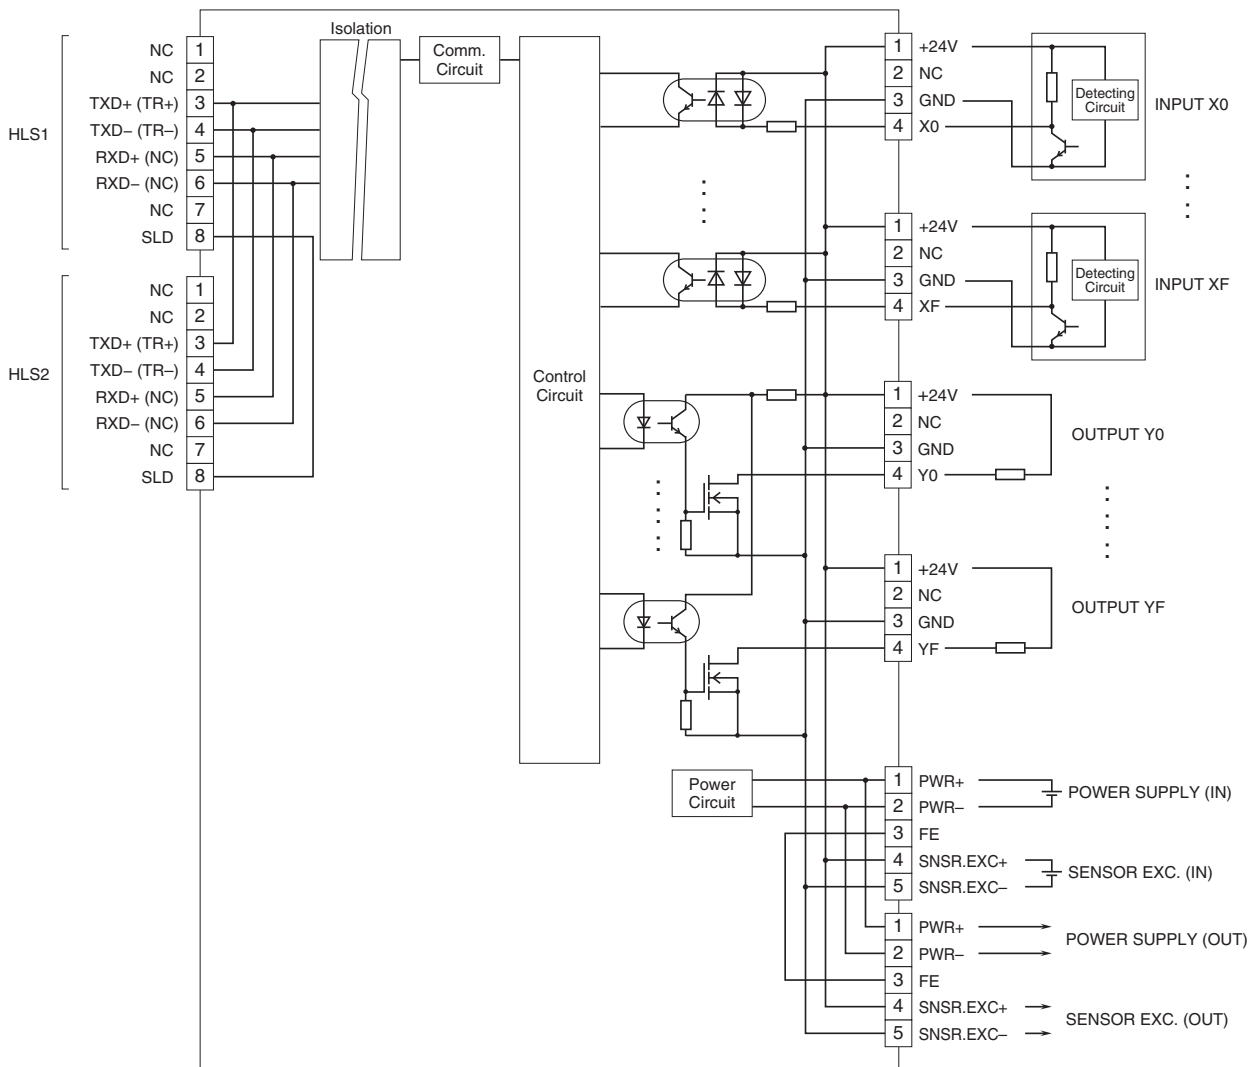 HLS1
NC 1
NC 2
TXD+ (TR+) 3
TXD– (TR–) 4
RXD+ (NC) 5
RXD– (NC) 6
NC 7
SLD 8
HLS2
NC 1
NC 2
TXD+ (TR+) 3
TXD– (TR–) 4
RXD+ (NC) 5
RXD– (NC) 6
NC 7
SLD 8
Isolation
Comm.
Circuit
Control
Circuit
Power
Circuit
1 +24V
2 NC
3 GND
4 X0
Detecting
Circuit
INPUT X0
1 +24V
2 NC
3 GND
4 XF
Detecting
Circuit
INPUT XF
1 +24V
2 NC
3 GND
4 Y0
OUTPUT Y0
1 +24V
2 NC
3 GND
4 YF
OUTPUT YF
1 PWR+
2 PWR–
POWER SUPPLY (IN)
3 FE
4 SNSR.EXC+
5 SNSR.EXC–
SENSOR EXC. (IN)
1 PWR+
2 PWR–
POWER SUPPLY (OUT)
3 FE
4 SNSR.EXC+
5 SNSR.EXC–
SENSOR EXC. (OUT)